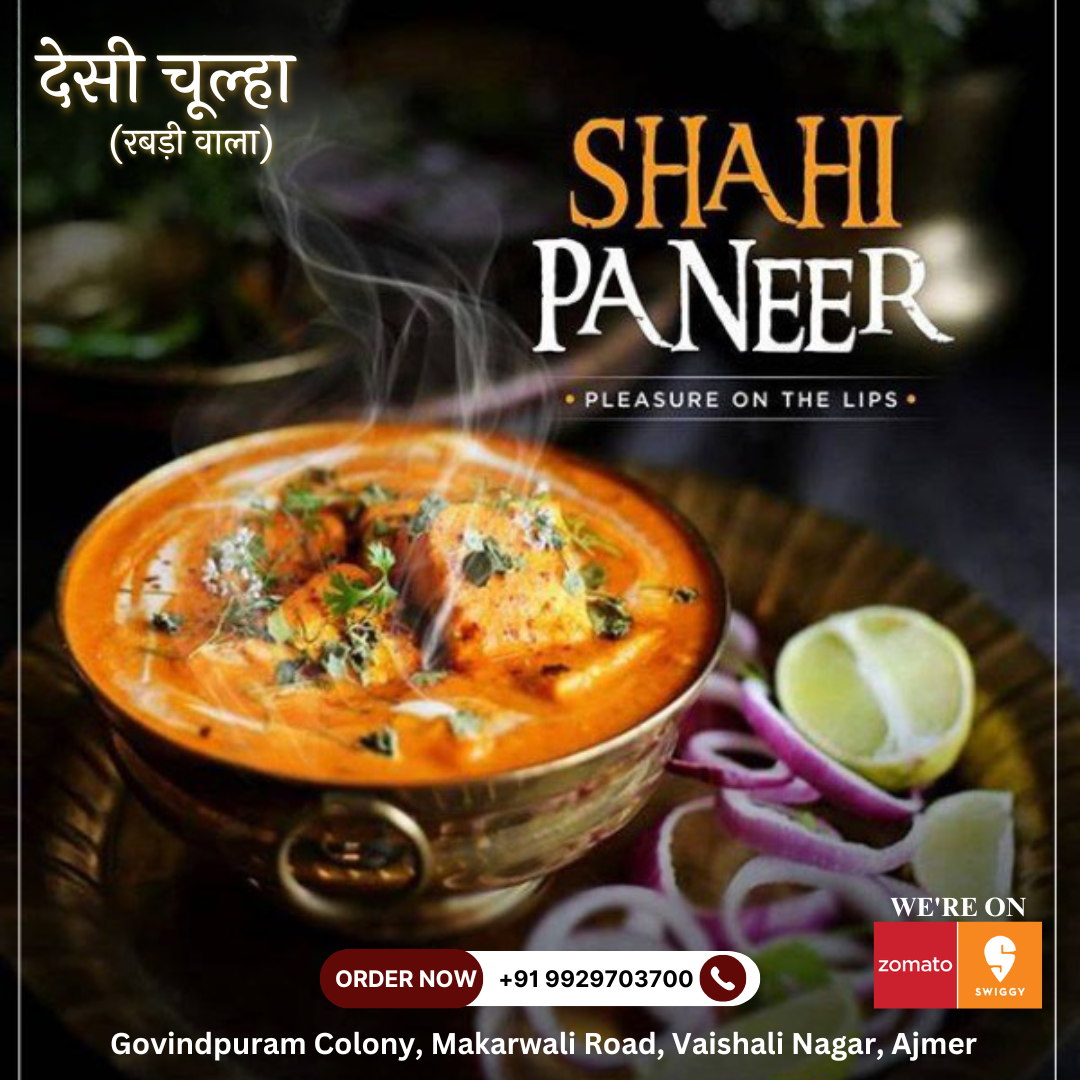 देसी चूल्हा
(रबड़ी वाला)
SHAHI
PANEER
• PLEASURE ON THE LIPS •
WE'RE ON
zomato
SWIGGY
ORDER NOW +91 9929703700
Govindpuram Colony, Makarwali Road, Vaishali Nagar, Ajmer